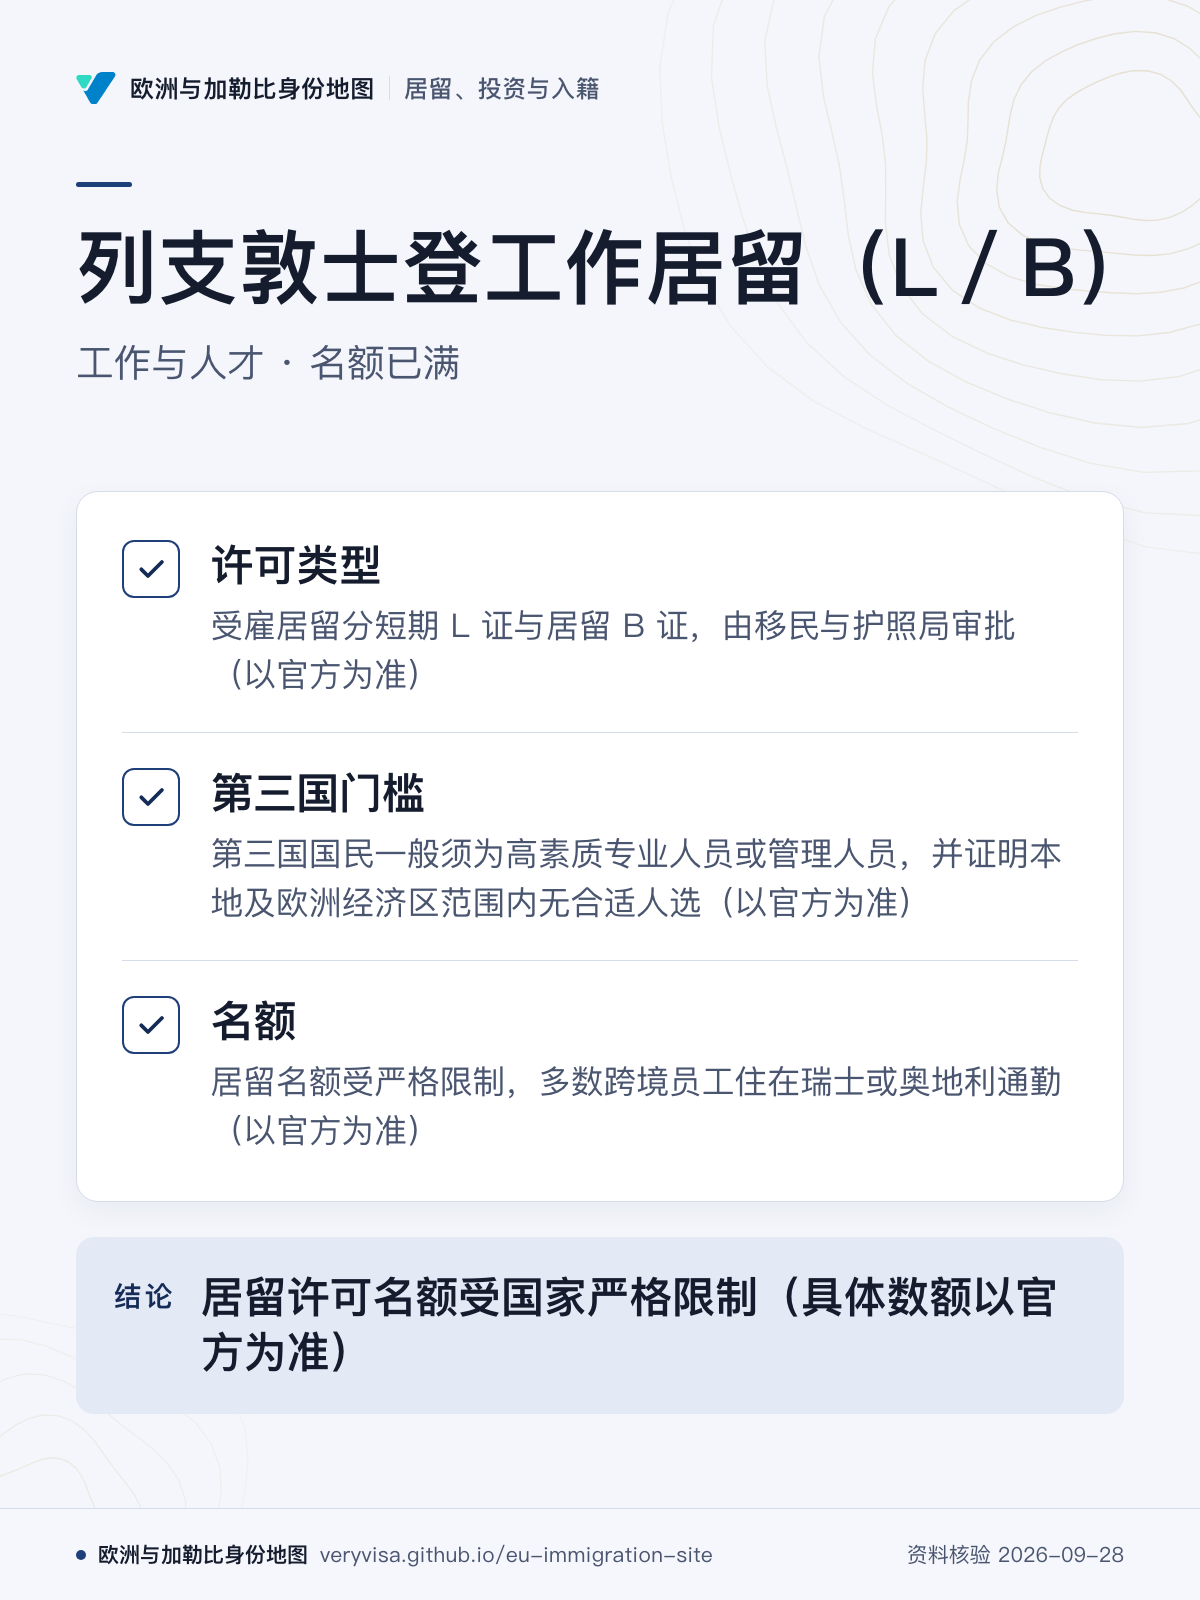 欧洲与加勒比身份地图 居留、投资与入籍
列支敦士登工作居留（L / B）
工作与人才 · 名额已满
许可类型
受雇居留分短期 L 证与居留 B 证，由移民与护照局审批
（以官方为准）
第三国门槛
第三国国民一般须为高素质专业人员或管理人员，并证明本
地及欧洲经济区范围内无合适人选（以官方为准）
名额
居留名额受严格限制，多数跨境员工住在瑞士或奥地利通勤
（以官方为准）
结论 居留许可名额受国家严格限制（具体数额以官
方为准）
欧洲与加勒比身份地图 veryvisa.github.io/eu-immigration-site 资料核验 2026-09-28